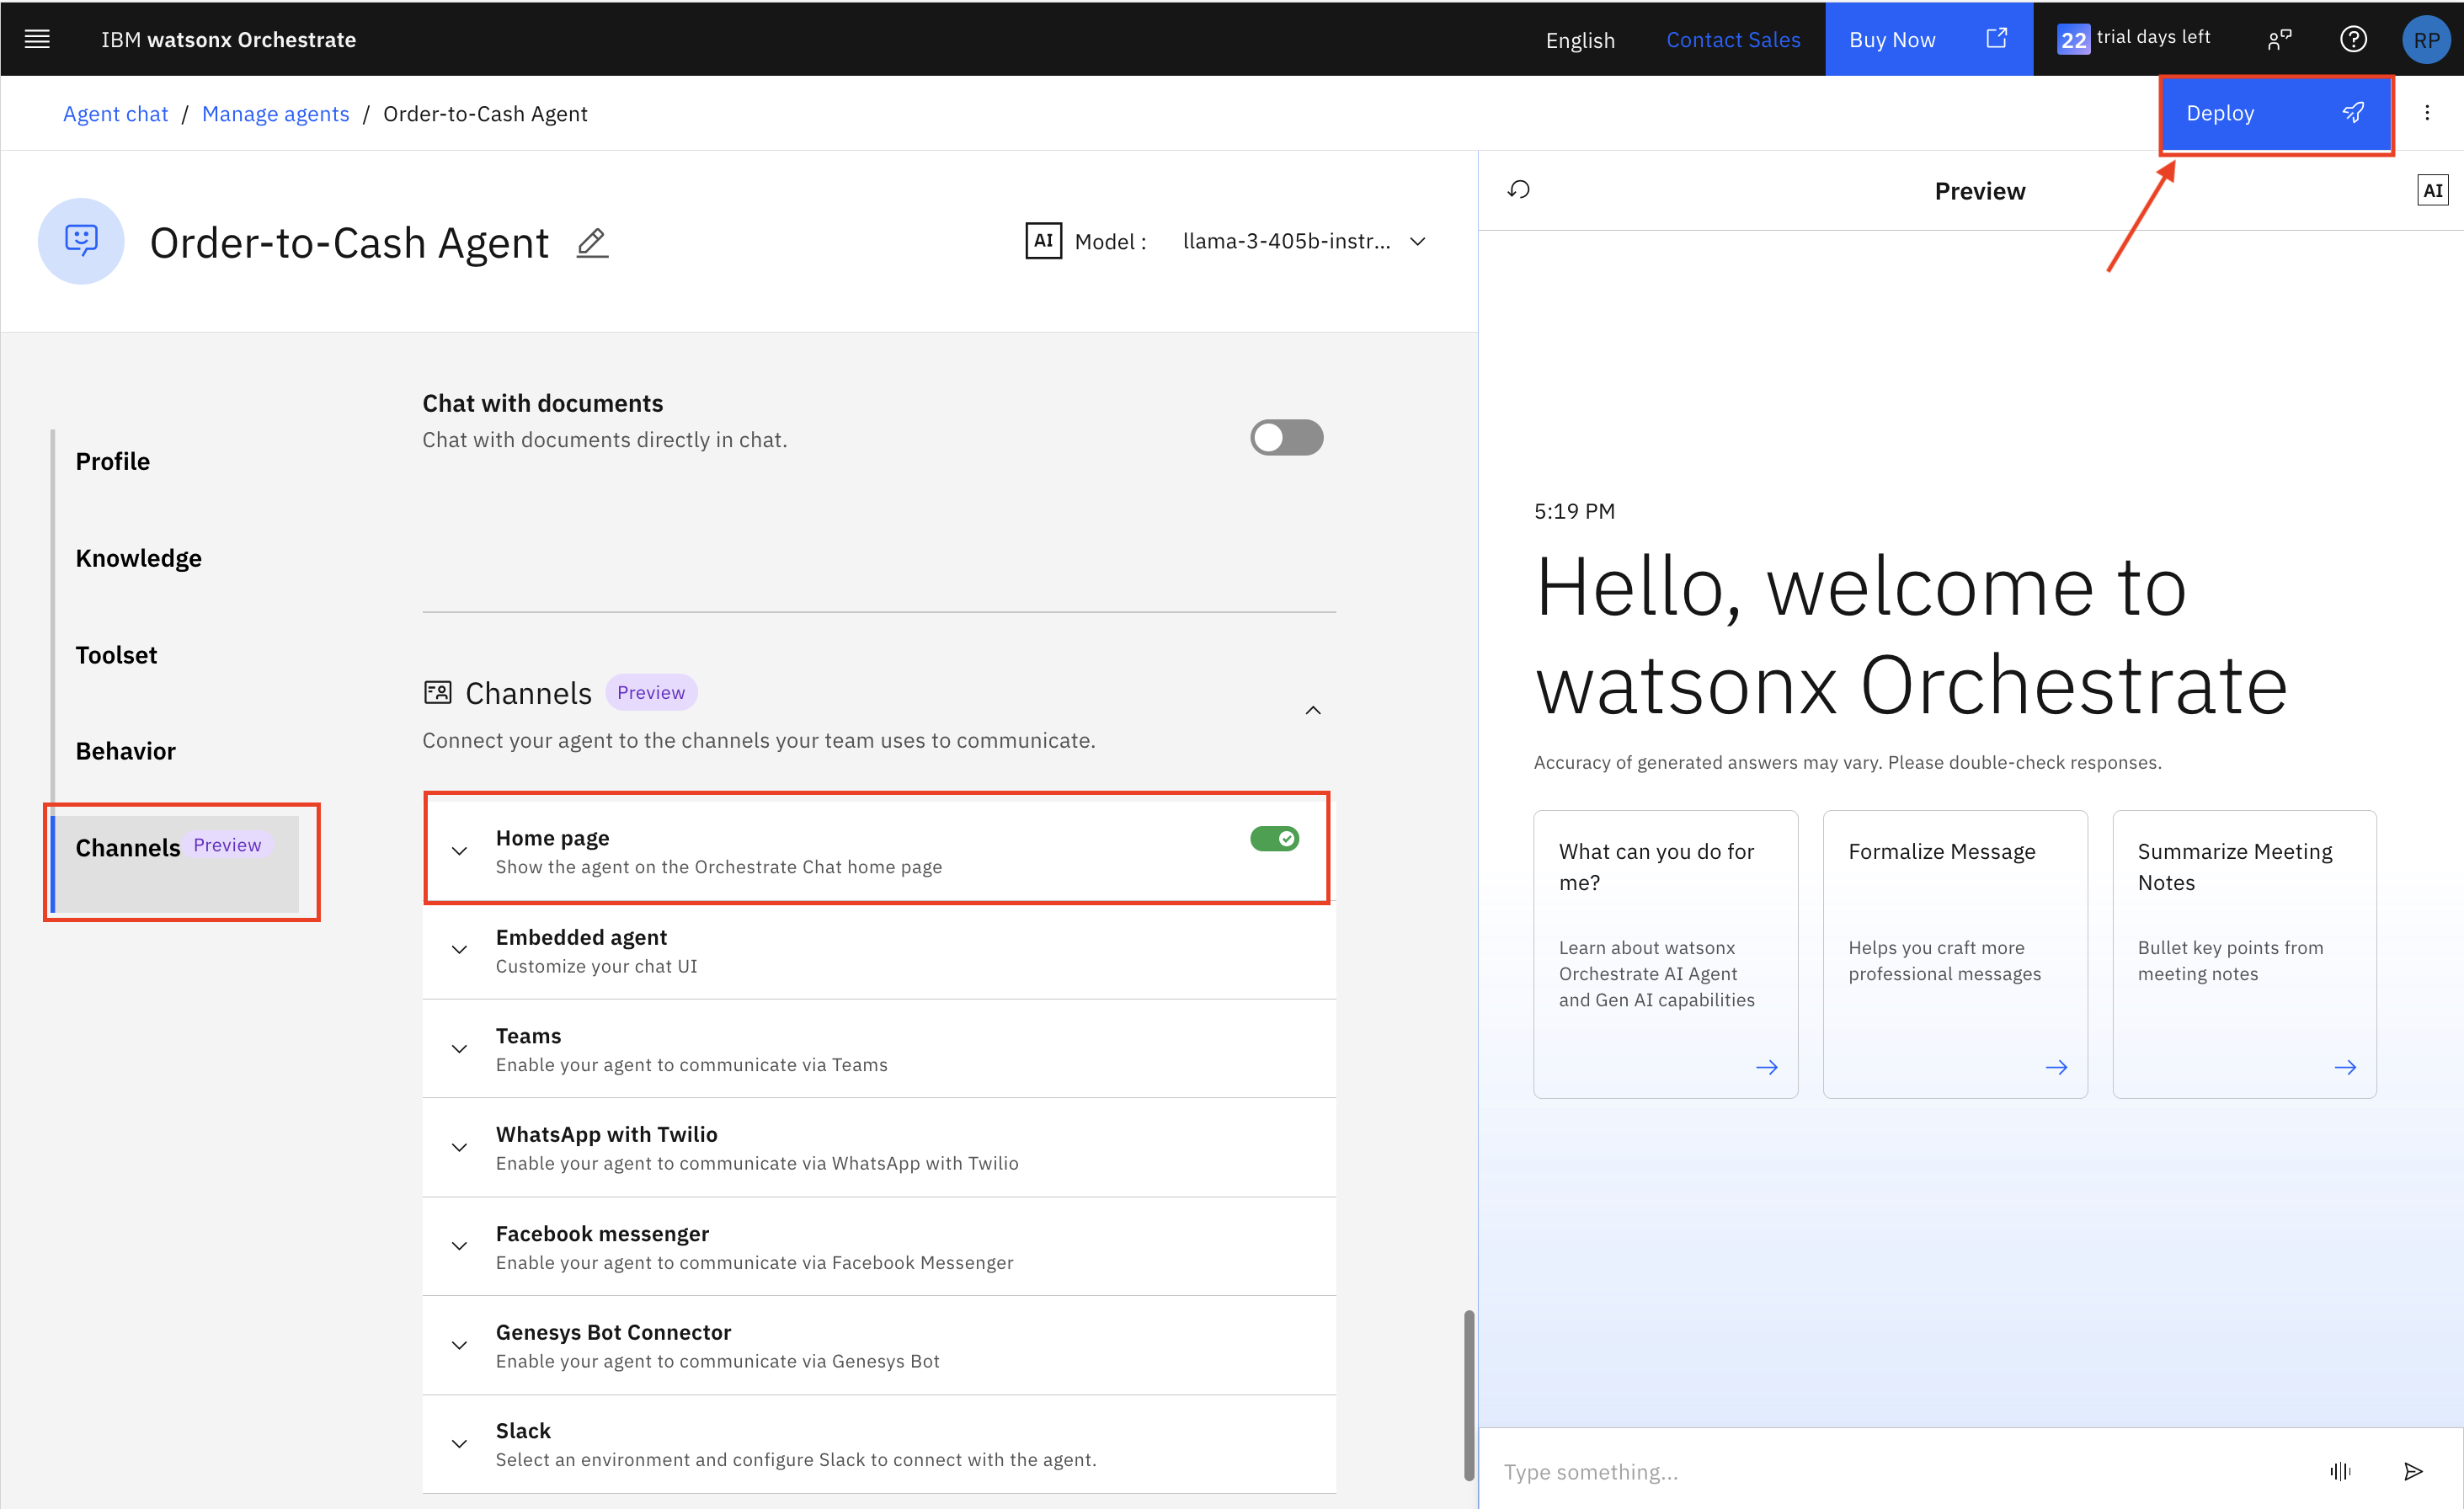 IBM watsonx Orchestrate
English
Contact Sales
Buy Now
22 trial days left
RP
Agent chat / Manage agents / Order-to-Cash Agent
Deploy
Order-to-Cash Agent
AI Model : llama-3-405b-instr...
Preview
AI
Profile
Knowledge
Toolset
Behavior
Channels Preview
Chat with documents
Chat with documents directly in chat.
Channels Preview
Connect your agent to the channels your team uses to communicate.
Home page
Show the agent on the Orchestrate Chat home page
Embedded agent
Customize your chat UI
Teams
Enable your agent to communicate via Teams
WhatsApp with Twilio
Enable your agent to communicate via WhatsApp with Twilio
Facebook messenger
Enable your agent to communicate via Facebook Messenger
Genesys Bot Connector
Enable your agent to communicate via Genesys Bot
Slack
Select an environment and configure Slack to connect with the agent.
5:19 PM
Hello, welcome to
watsonx Orchestrate
Accuracy of generated answers may vary. Please double-check responses.
What can you do for
me?
Learn about watsonx
Orchestrate AI Agent
and Gen AI capabilities
Formalize Message
Helps you craft more
professional messages
Summarize Meeting
Notes
Bullet key points from
meeting notes
Type something...